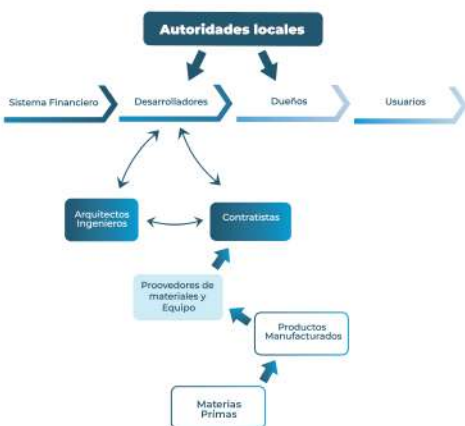 Autoridades locales
Sistema Financiero
Desarrolladores
Dueños
Usuarios
Arquitectos
Ingenieros
Contratistas
Proovedores de
materiales y
Equipo
Productos
Manufacturados
Materias
Primas